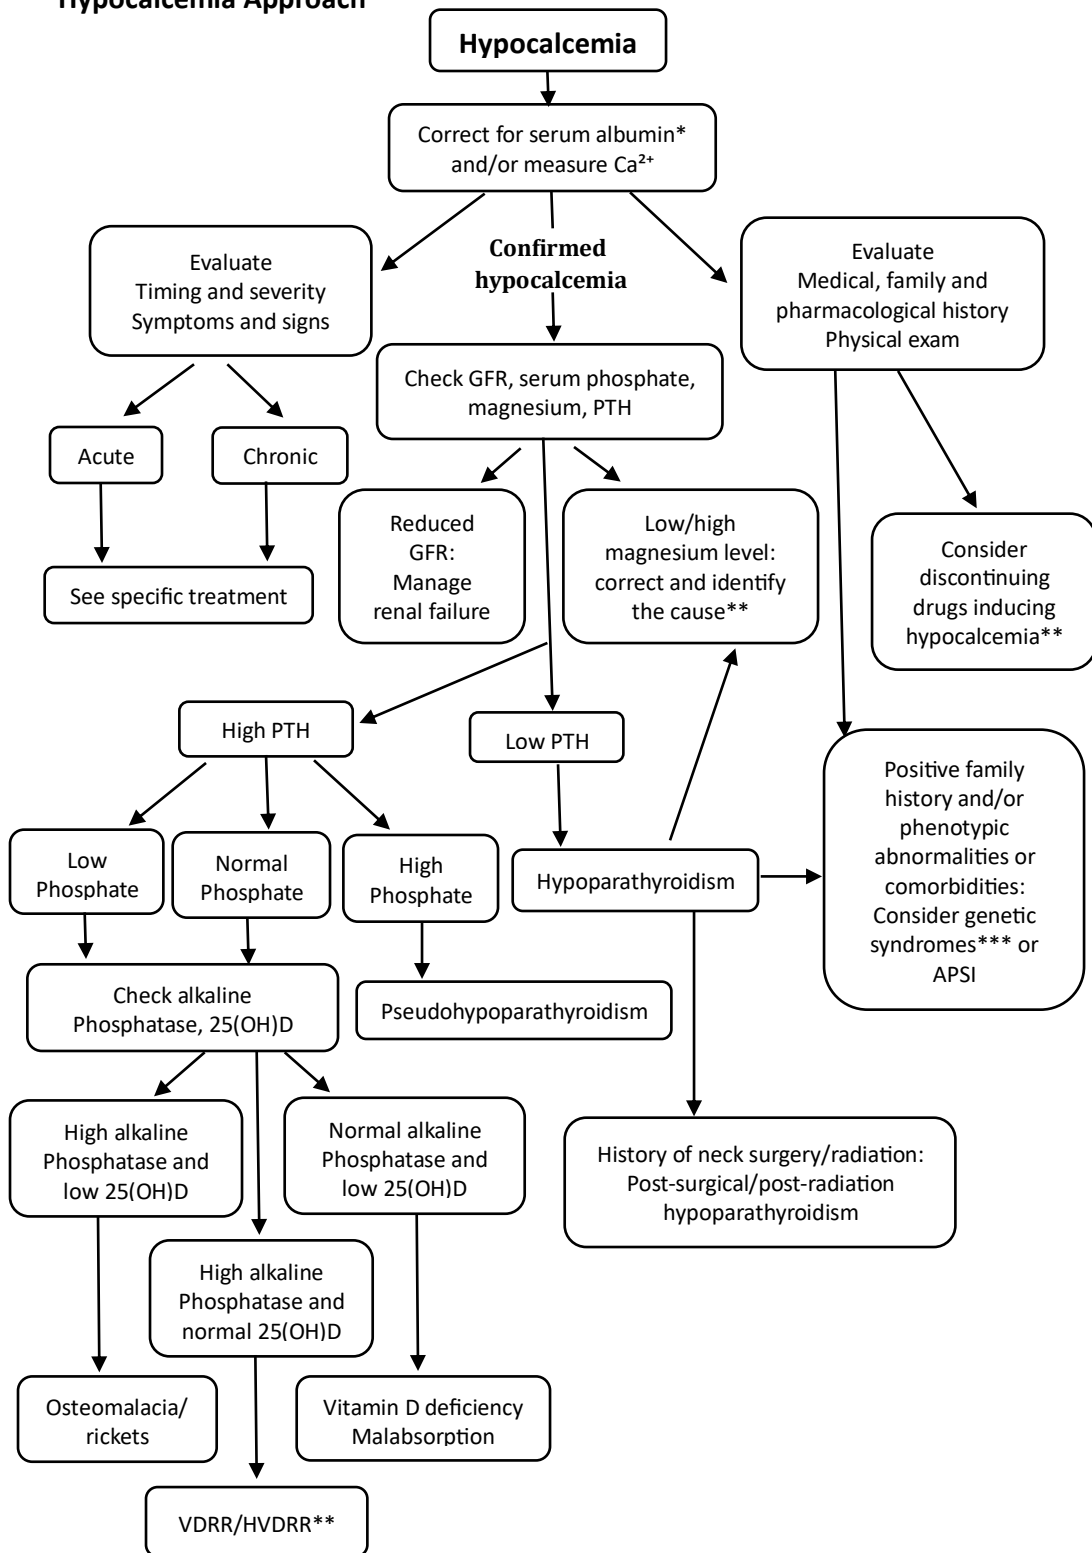 Hypocalcemia Approach
Hypocalcemia
Correct for serum albumin*
and/or measure Ca²⁺
Evaluate
Timing and severity
Symptoms and signs
Confirmed
hypocalcemia
Evaluate
Medical, family and
pharmacological history
Physical exam
Check GFR, serum phosphate,
magnesium, PTH
Acute
Chronic
See specific treatment
Reduced
GFR:
Manage
renal failure
Low/high
magnesium level:
correct and identify
the cause**
Consider
discontinuing
drugs inducing
hypocalcemia**
High PTH
Low PTH
Low
Phosphate
Normal
Phosphate
High
Phosphate
Hypoparathyroidism
Positive family
history and/or
phenotypic
abnormalities or
comorbidities:
Consider genetic
syndromes*** or
APSI
Check alkaline
Phosphatase, 25(OH)D
Pseudohypoparathyroidism
High alkaline
Phosphatase and
low 25(OH)D
Normal alkaline
Phosphatase and
low 25(OH)D
History of neck surgery/radiation:
Post-surgical/post-radiation
hypoparathyroidism
High alkaline
Phosphatase and
normal 25(OH)D
Osteomalacia/
rickets
Vitamin D deficiency
Malabsorption
VDRR/HVDRR**